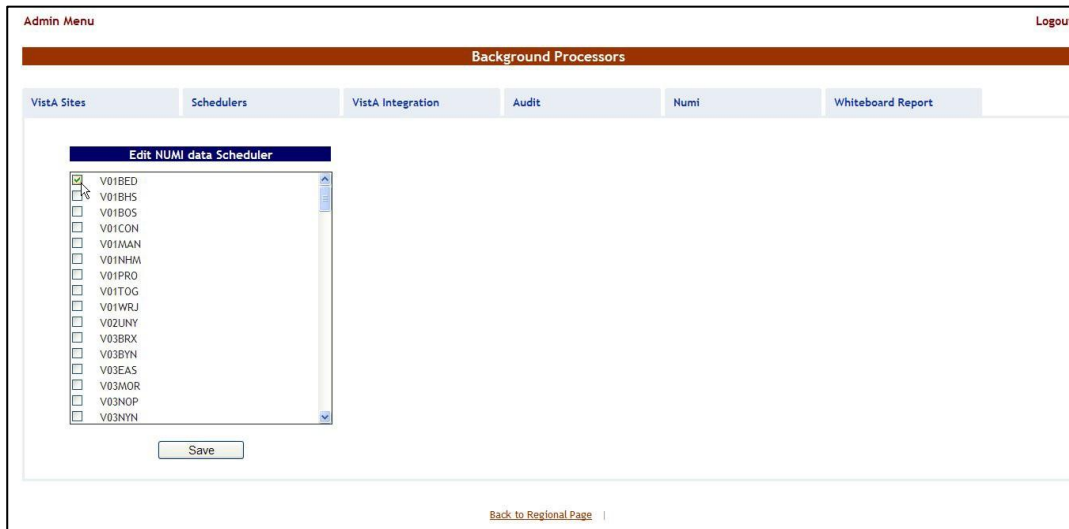 Admin Menu Logout
Background Processors
VistA Sites Schedulers VistA Integration Audit Numi Whiteboard Report
Edit NUMI data Scheduler
V01BED
V01BHS
V01BOS
V01CON
V01MAN
V01NHM
V01PRO
V01TOG
V01WRJ
V02UNY
V03BRX
V03BYN
V03EAS
V03MOR
V03NOP
V03NYN
Save
Back to Regional Page |